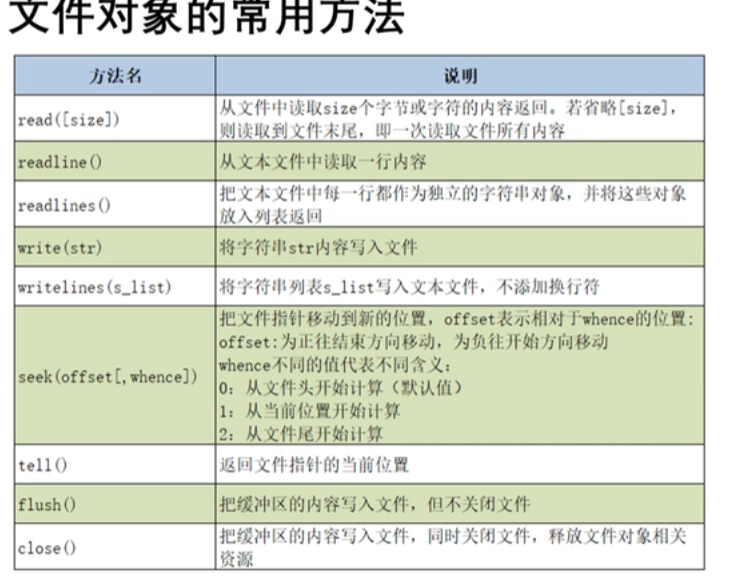 文件对象的常用方法
方法名 说明
read([size]) 从文件中读取size个字节或字符的内容返回。若省略[size],
则读取到文件末尾,即一次读取文件所有内容
readline() 从文本文件中读取一行内容
readlines() 把文本文件中每一行都作为独立的字符串对象,并将这些对象
放入列表返回
write(str) 将字符串str内容写入文件
writelines(s_list) 将字符串列表s_list写入文本文件,不添加换行符
seek(offset[,whence]) 把文件指针移动到新的位置,offset表示相对于whence的位置:
offset:为正往结束方向移动,为负往开始方向移动
whence不同的值代表不同含义:
0: 从文件头开始计算(默认值)
1: 从当前位置开始计算
2: 从文件尾开始计算
tell() 返回文件指针的当前位置
flush() 把缓冲区的内容写入文件,但不关闭文件
close() 把缓冲区的内容写入文件,同时关闭文件,释放文件对象相关
资源